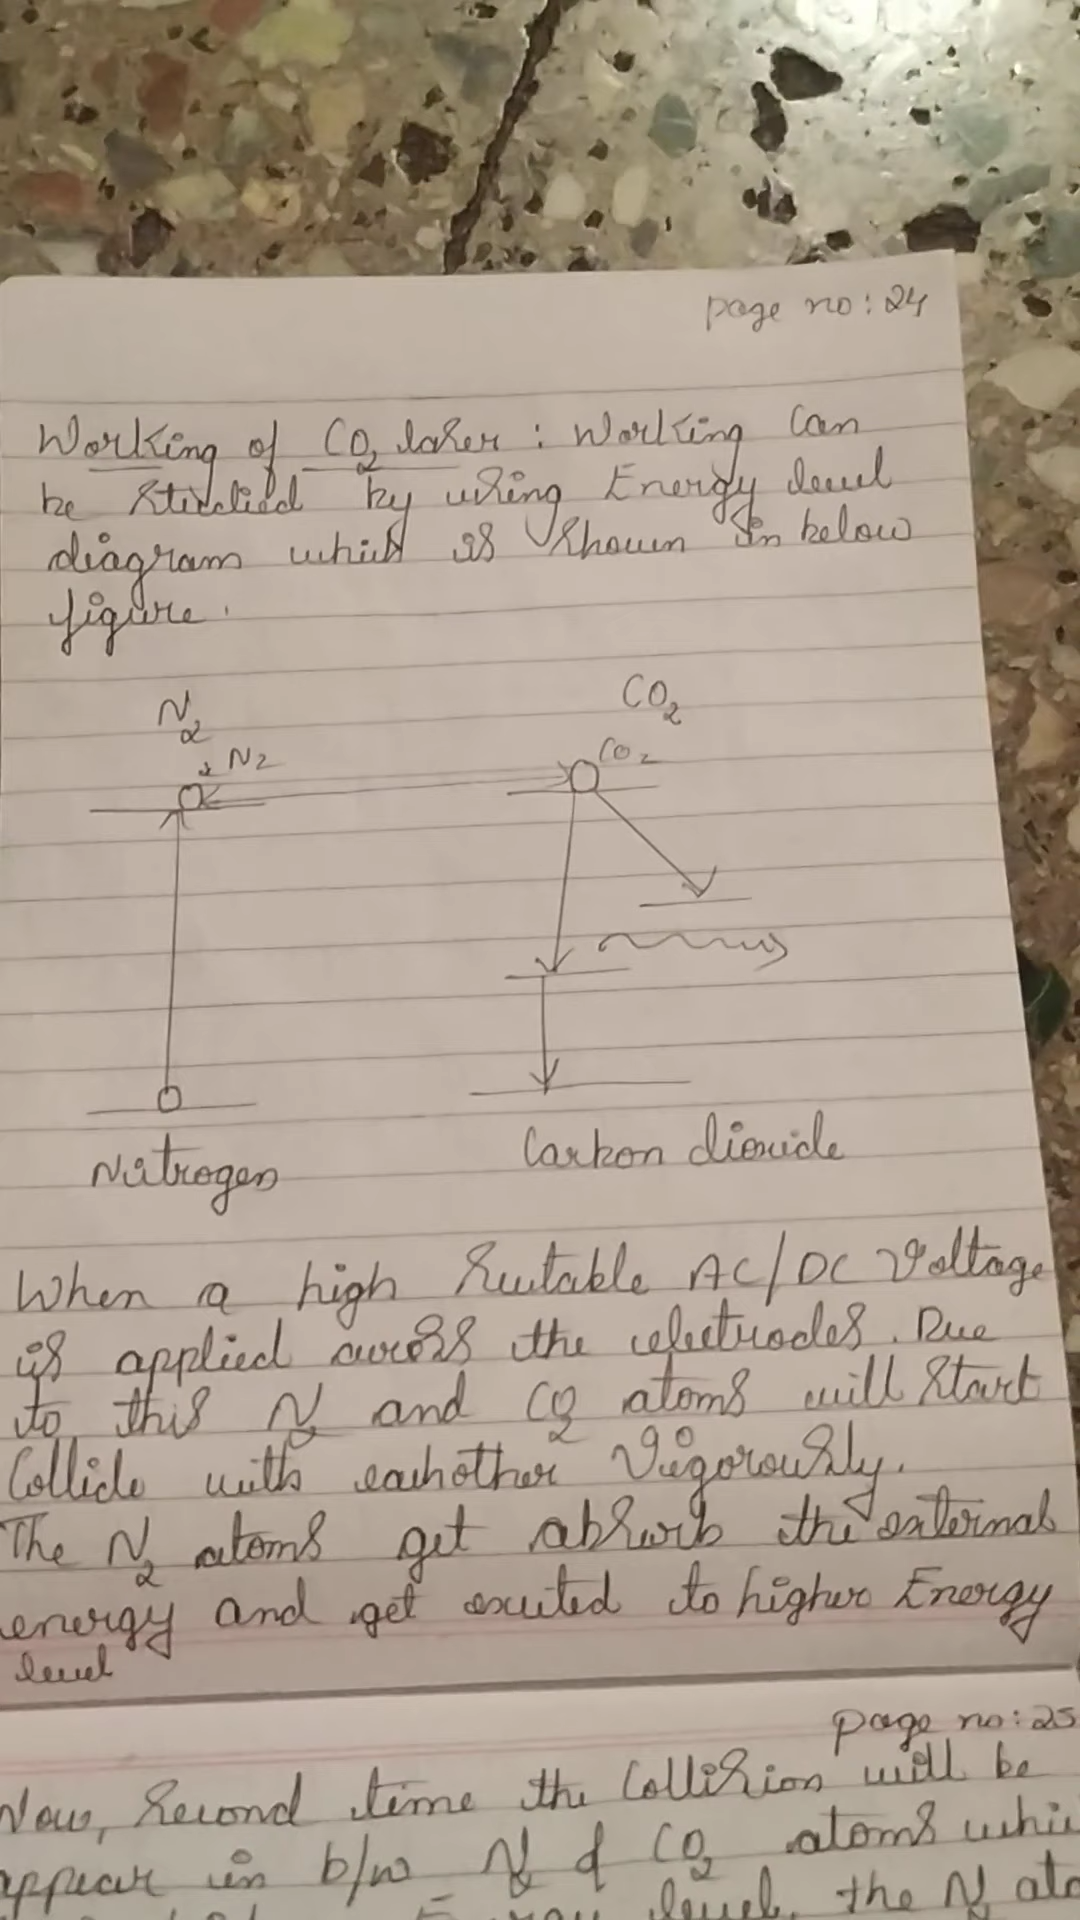 page no: 24
Working of CO2 laser : Working can
be studied by using Energy level
diagram which is shown in below
figure.
N2 CO2
N2 CO2
Nitrogen Carbon dioxide
When a high suitable AC/DC voltage
is applied across the electrodes. Due
to this N2 and CO2 atoms will start
collide with eachother vigorously.
The N2 atoms get absorb the external
energy and get excited to higher Energy
level
page no: 25
Now, second time the collision will be
appear in b/w N2 & CO2 atoms
level, the N2